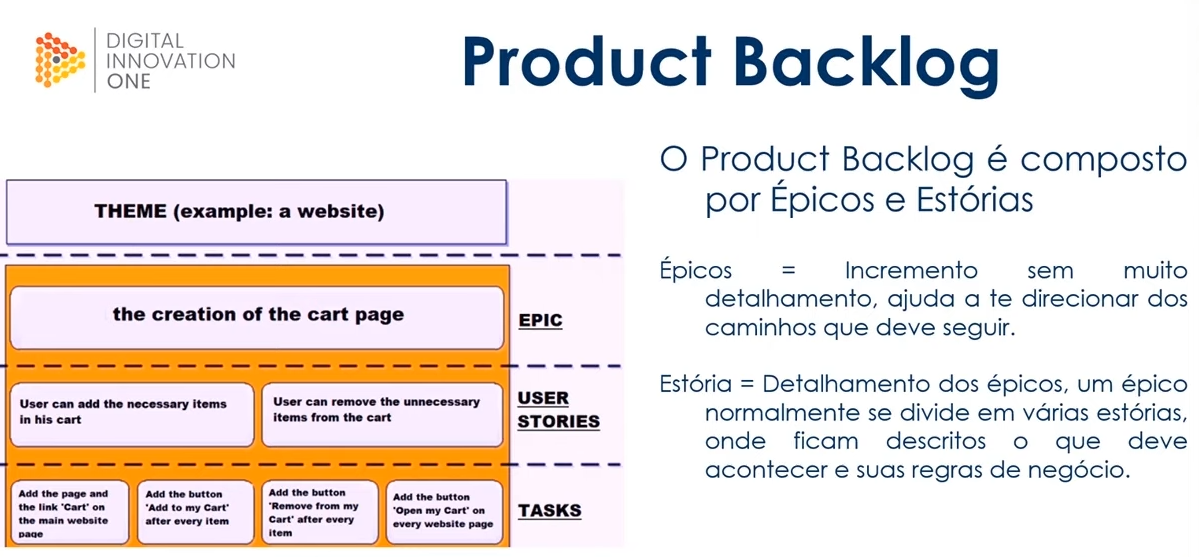 DIGITAL
INNOVATION
ONE
Product Backlog
THEME (example: a website)
the creation of the cart page
EPIC
User can add the necessary items
in his cart
User can remove the unnecessary
items from the cart
USER
STORIES
Add the page and
the link 'Cart' on
the main website
page
Add the button
'Add to my Cart'
after every item
Add the button
'Remove from my
Cart' after every
item
Add the button
'Open my Cart' on
every website page
TASKS
O Product Backlog é composto
por Épicos e Estórias
Épicos = Incremento sem muito
detalhamento, ajuda a te direcionar dos
caminhos que deve seguir.
Estória = Detalhamento dos épicos, um épico
normalmente se divide em várias estórias,
onde ficam descritos o que deve
acontecer e suas regras de negócio.